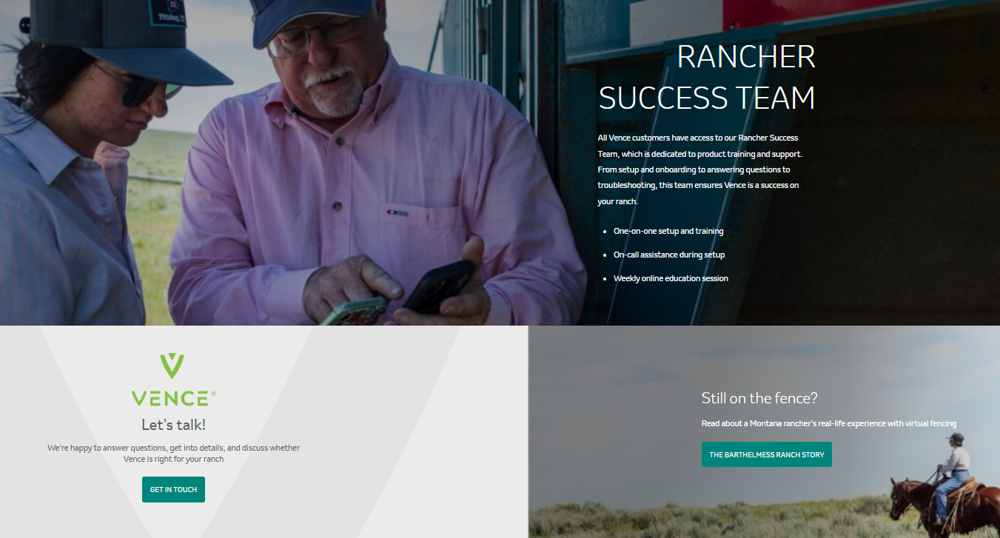 RANCHER
SUCCESS TEAM
All Vence customers have access to our Rancher Success
Team, which is dedicated to product training and support.
From setup and onboarding to answering questions to
troubleshooting, this team ensures Vence is a success on
your ranch.
One-on-one setup and training
On-call assistance during setup
Weekly online education session
VENCE®
Let's talk!
We're happy to answer questions, get into details, and discuss whether
Vence is right for your ranch
GET IN TOUCH
Still on the fence?
Read about a Montana rancher's real-life experience with virtual fencing
THE BARTHELMESS RANCH STORY